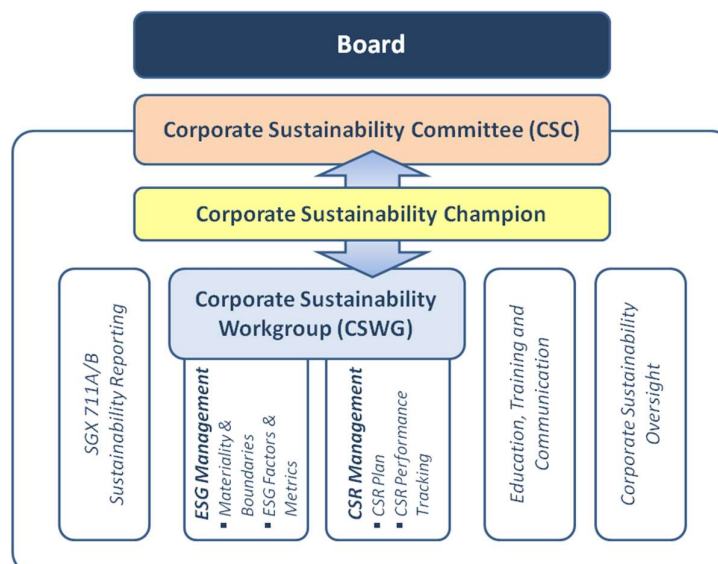 Board
Corporate Sustainability Committee (CSC)
Corporate Sustainability Champion
Corporate Sustainability
Workgroup (CSWG)
SGX 711A/B
Sustainability Reporting
ESG Management
▪ Materiality &
Boundaries
▪ ESG Factors &
Metrics
CSR Management
▪ CSR Plan
▪ CSR Performance
Tracking
Education, Training and
Communication
Corporate Sustainability
Oversight